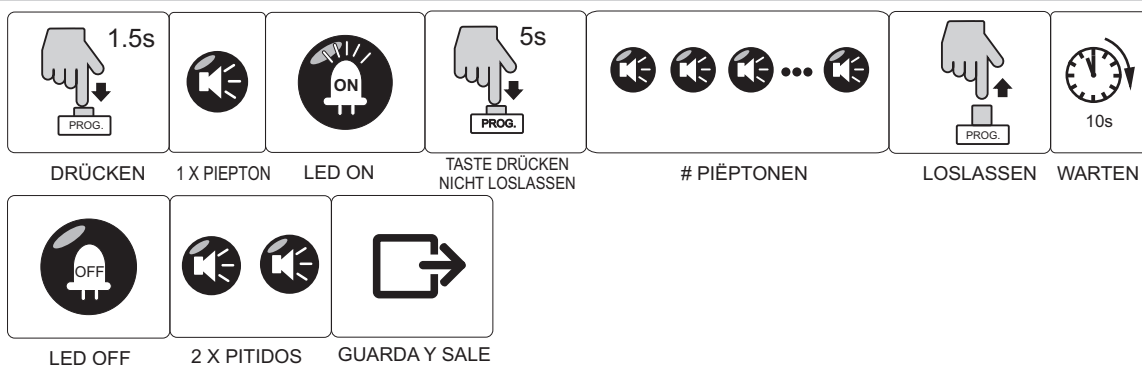 1.5s
PROG.
ON
5s
PROG.
PROG.
10s
DRÜCKEN
1 X PIEPTON
LED ON
TASTE DRÜCKEN
NICHT LOSLASSEN
# PIËPTONEN
LOSLASSEN
WARTEN
OFF
LED OFF
2 X PITIDOS
GUARDA Y SALE